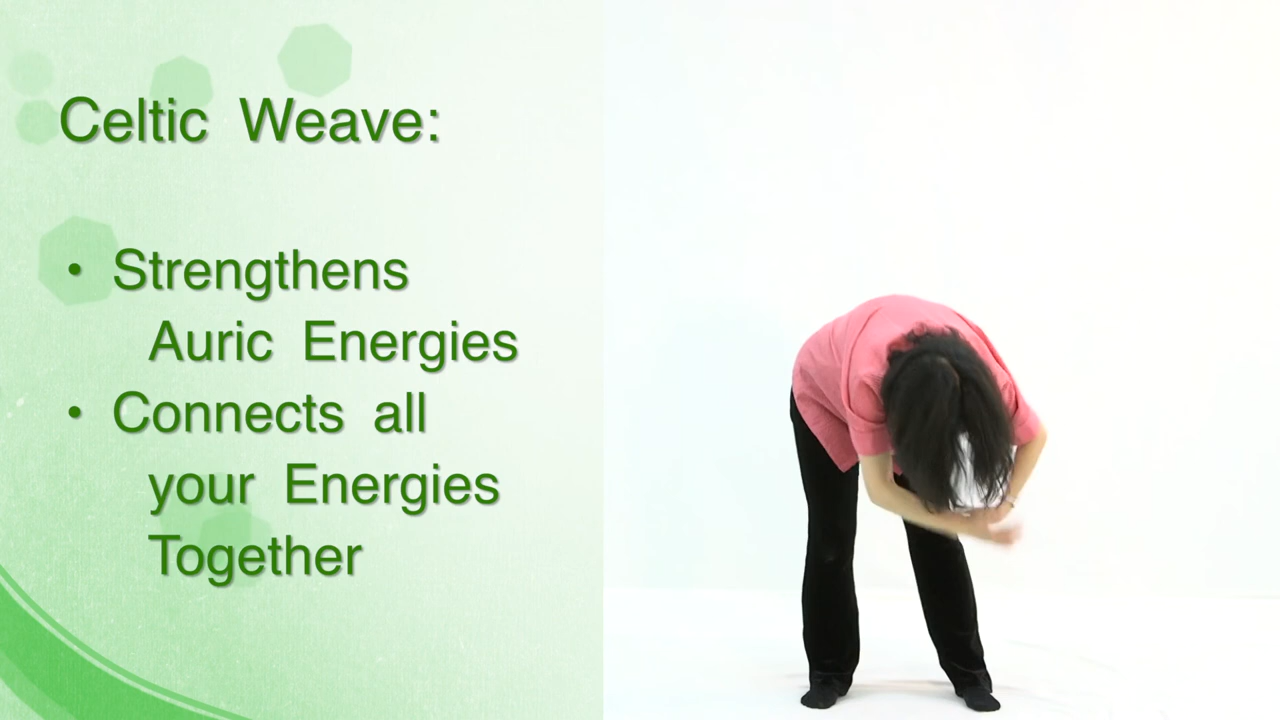 Celtic Weave:
• Strengthens
Auric Energies
• Connects all
your Energies
Together